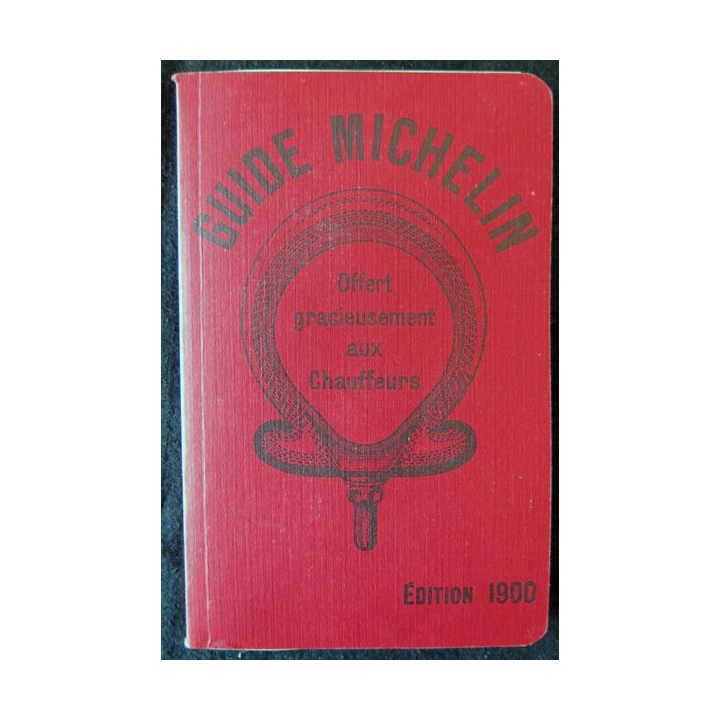 GUIDE MICHELIN
Offert
gracieusement
aux
Chauffeurs
ÉDITION 1900